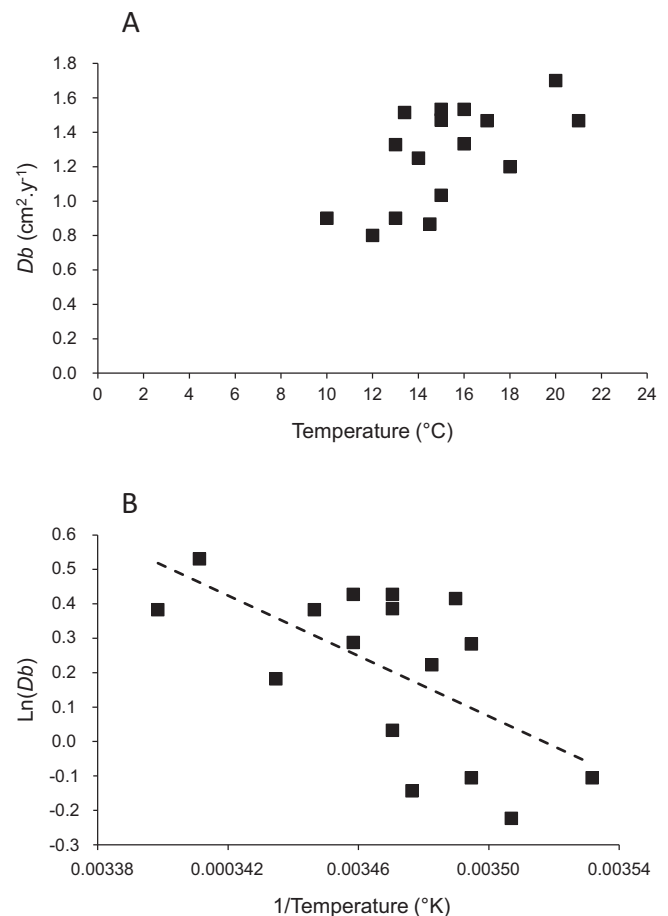 A
1.8
1.6
1.4
1.2
1.0
0.8
0.6
0.4
0.2
0.0
Db (cm².y⁻¹)
0 2 4 6 8 10 12 14 16 18 20 22 24
Temperature (°C)
B
0.6
0.5
0.4
0.3
0.2
0.1
0.0
-0.1
-0.2
-0.3
Ln(Db)
0.00338 0.000342 0.00346 0.00350 0.00354
1/Temperature (°K)